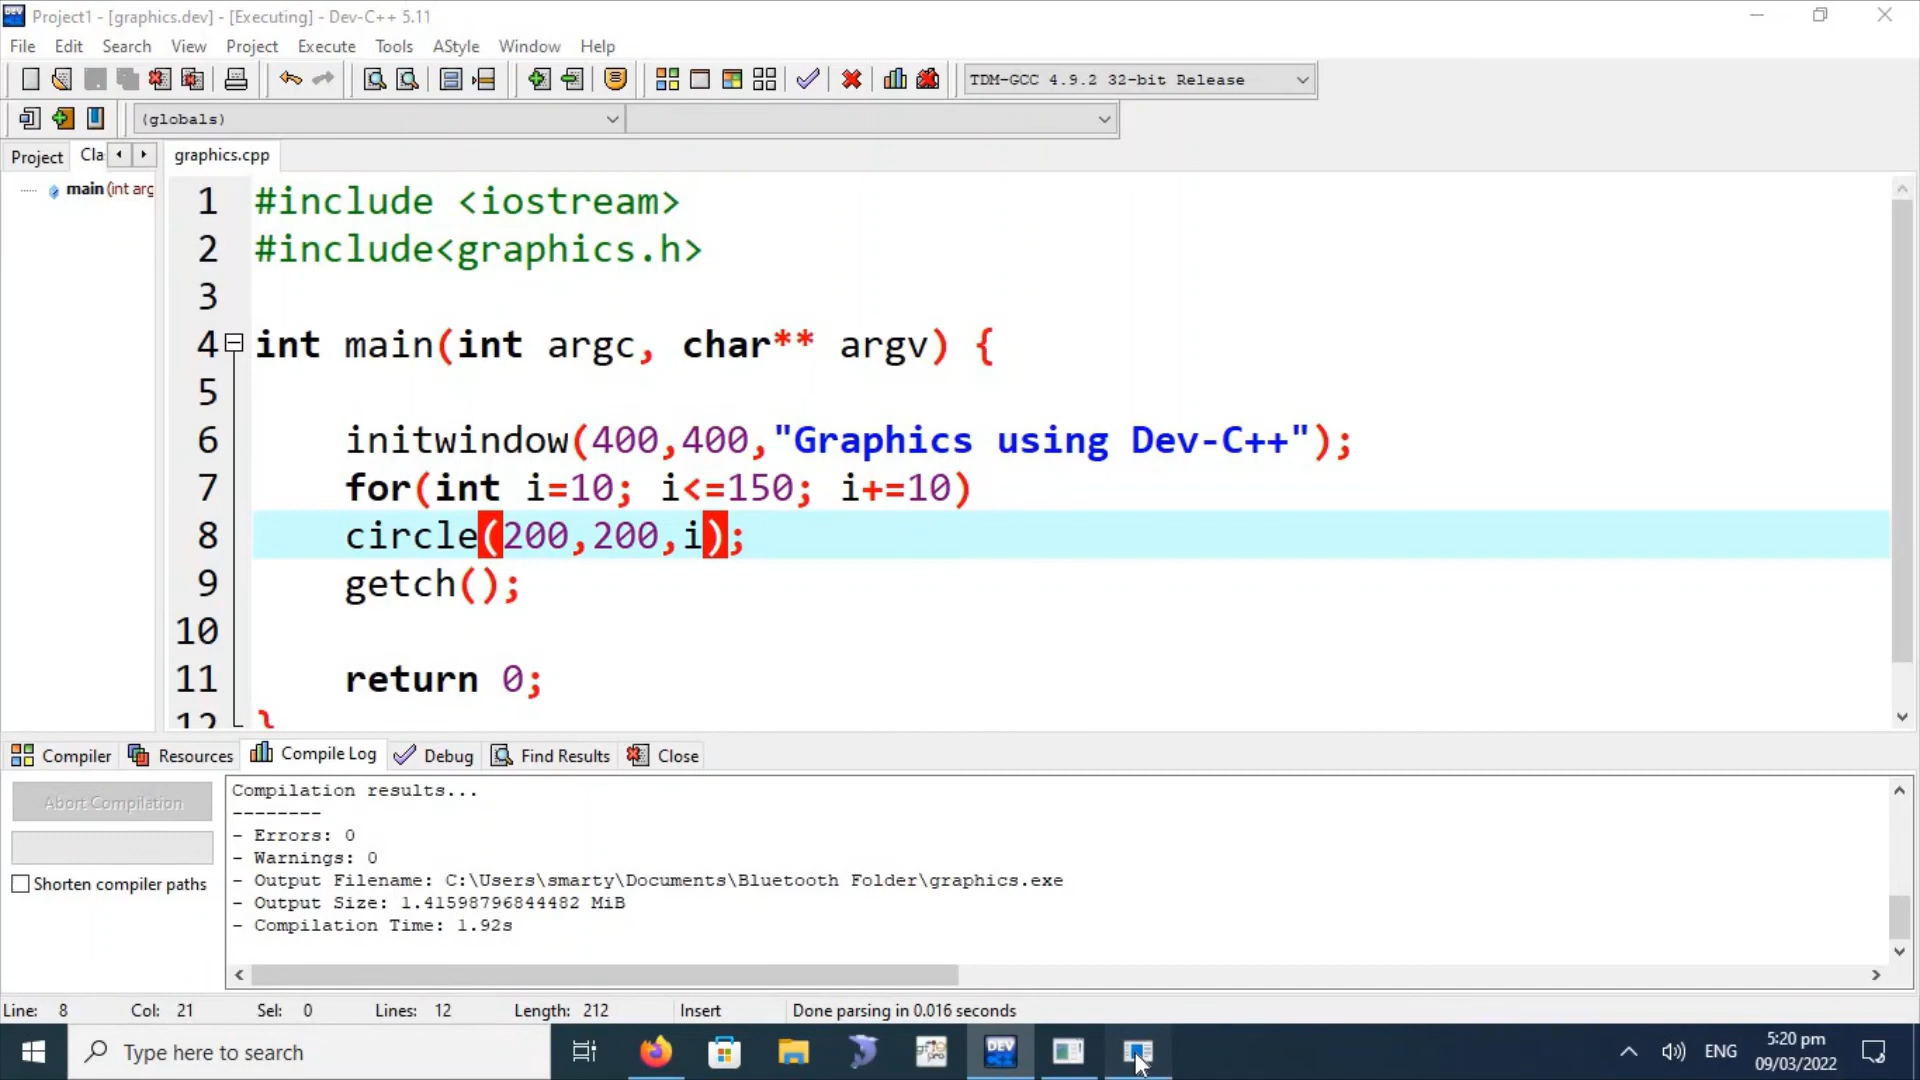 Project1 - [graphics.dev] - [Executing] - Dev-C++ 5.11
File Edit Search View Project Execute Tools AStyle Window Help
TDM-GCC 4.9.2 32-bit Release
(globals)
Project Cla graphics.cpp
main (int arg
1 #include <iostream>
2 #include<graphics.h>
3
4 int main(int argc, char** argv) {
5
6 initwindow(400,400,"Graphics using Dev-C++");
7 for(int i=10; i<=150; i+=10)
8 circle(200,200,i);
9 getch();
10
11 return 0;
12 }
Compiler Resources Compile Log Debug Find Results Close
Abort Compilation
Shorten compiler paths
Compilation results...
--------
- Errors: 0
- Warnings: 0
- Output Filename: C:\Users\smarty\Documents\Bluetooth Folder\graphics.exe
- Output Size: 1.41598796844482 MiB
- Compilation Time: 1.92s
Line: 8 Col: 21 Sel: 0 Lines: 12 Length: 212 Insert Done parsing in 0.016 seconds
Type here to search
DEV
ENG
5:20 pm
09/03/2022